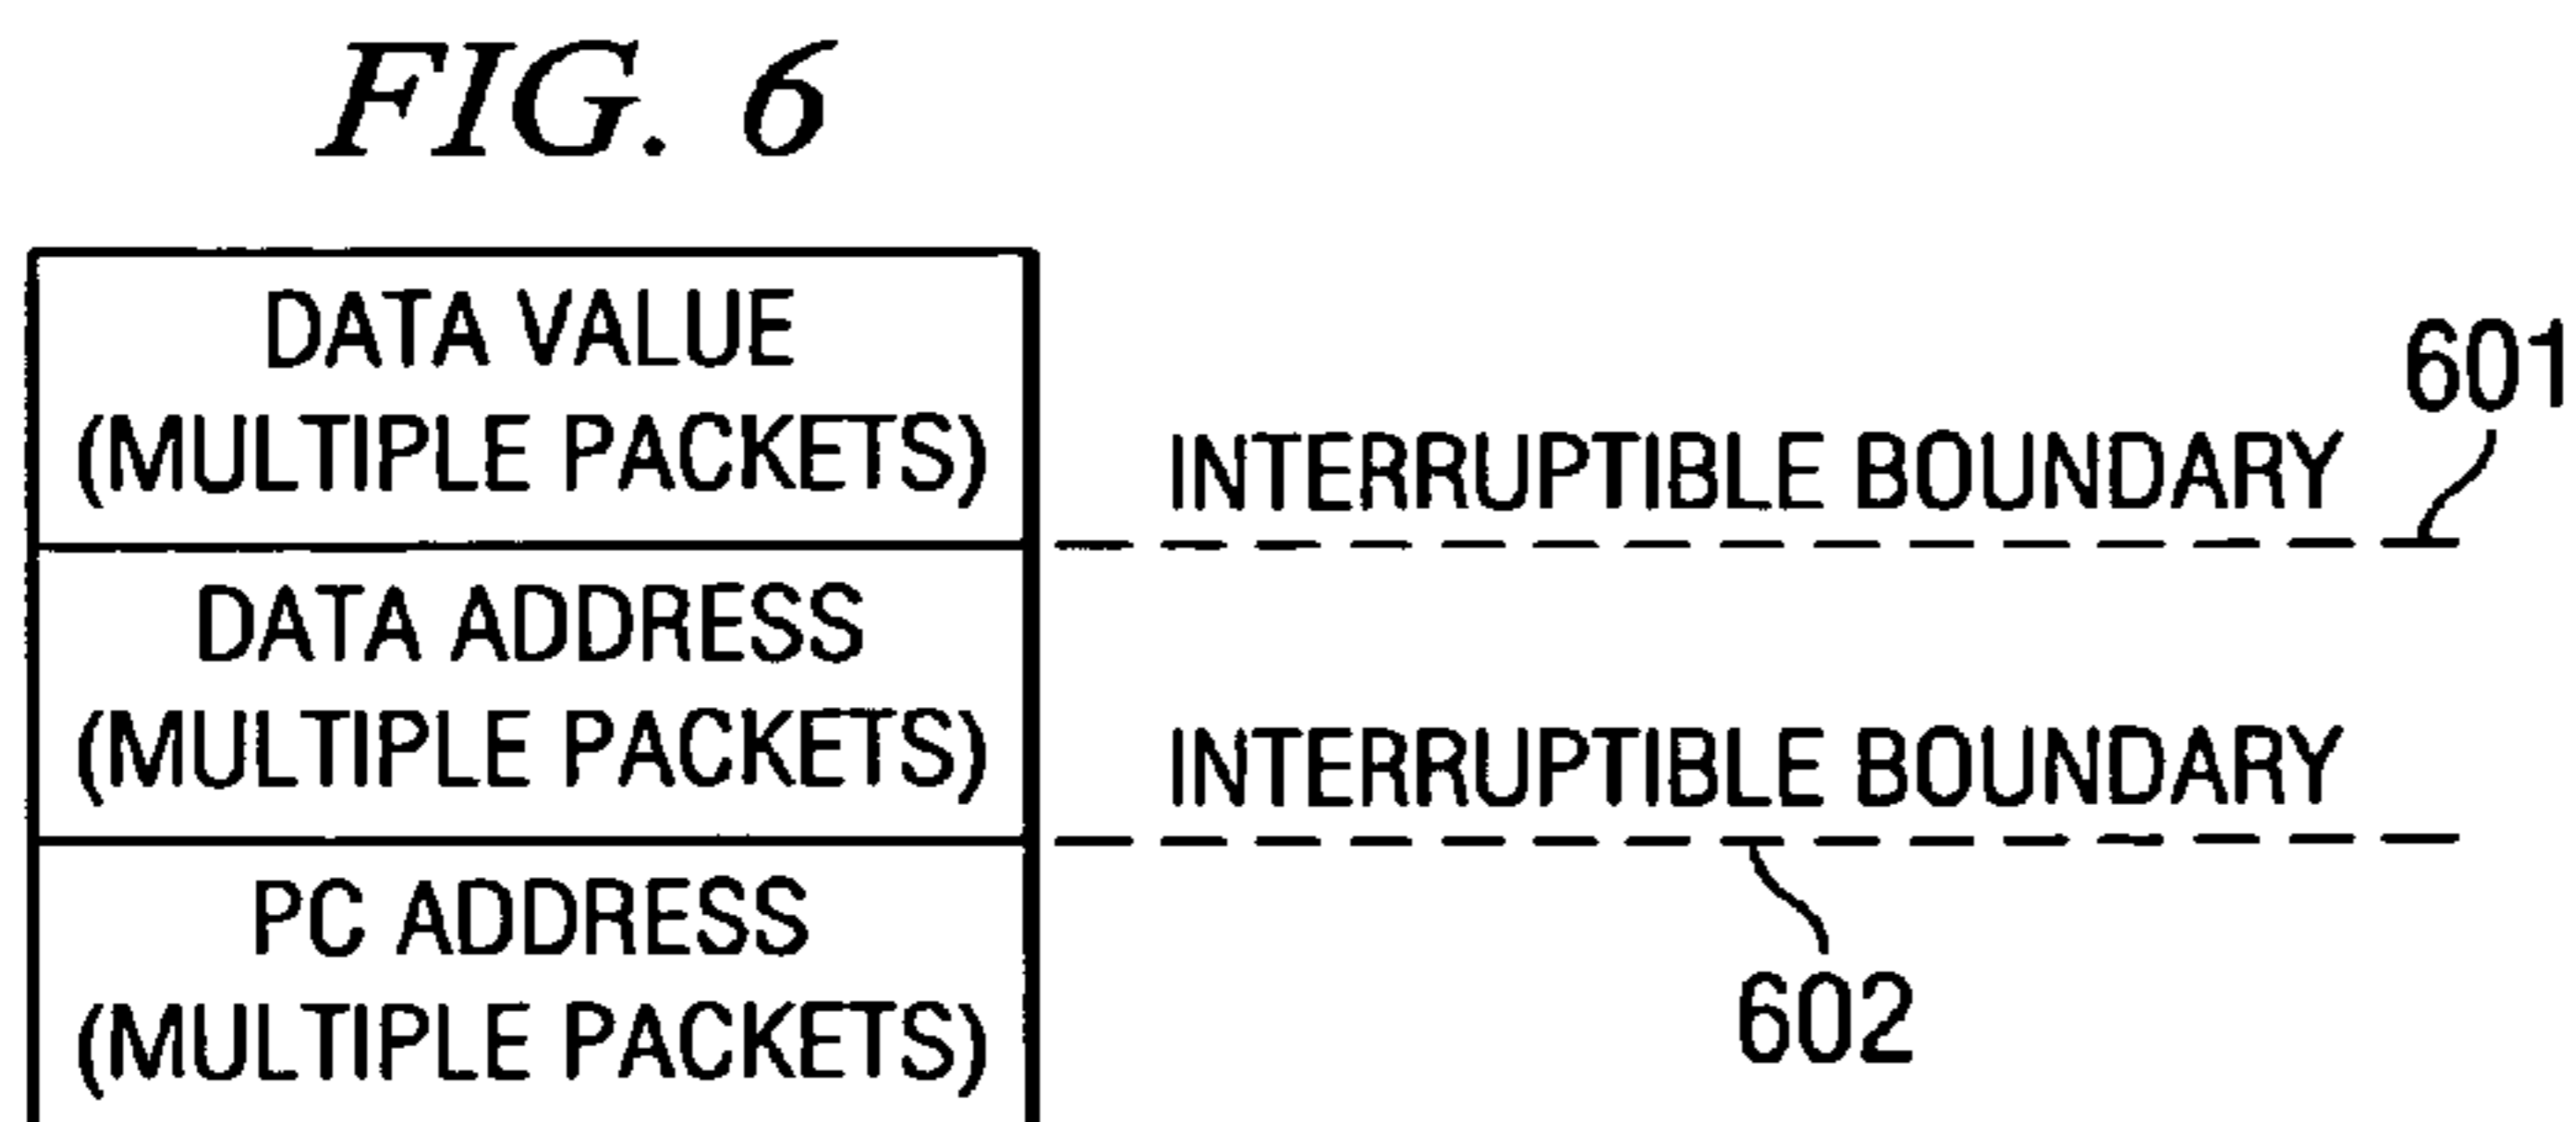 FIG. 6
DATA VALUE
(MULTIPLE PACKETS)
601
INTERRUPTIBLE BOUNDARY
DATA ADDRESS
(MULTIPLE PACKETS)
INTERRUPTIBLE BOUNDARY
602
PC ADDRESS
(MULTIPLE PACKETS)